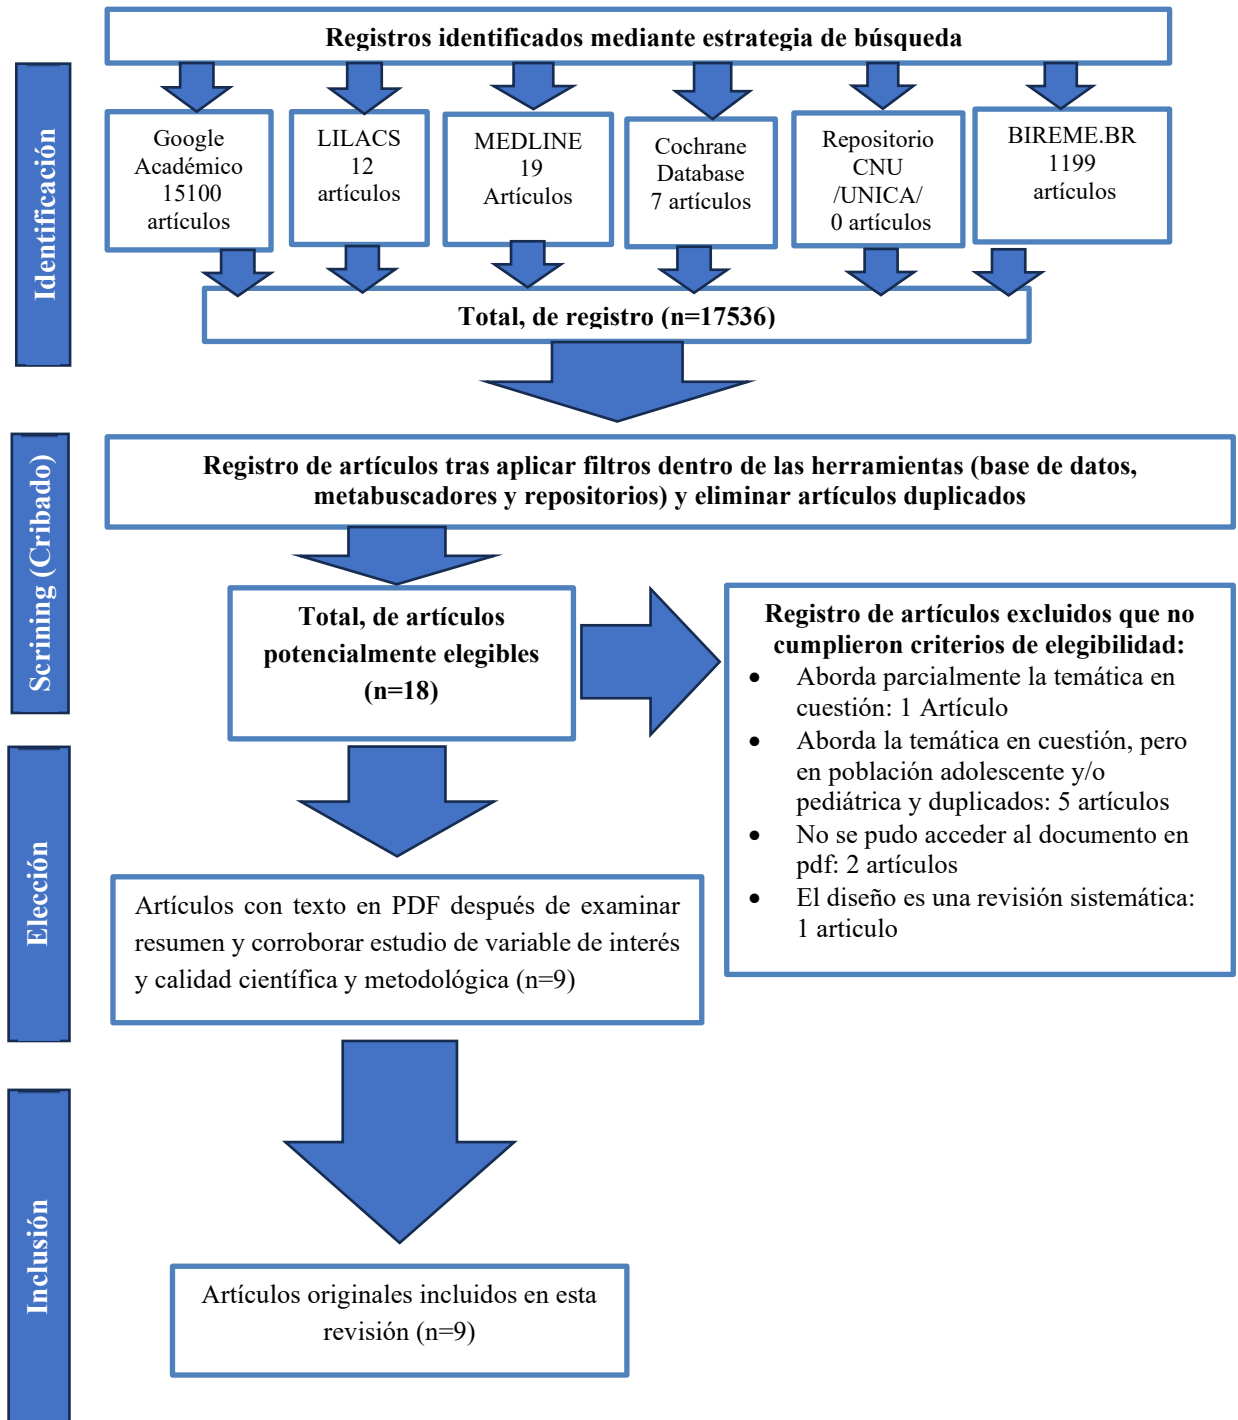 Registros identificados mediante estrategia de búsqueda
Identificación
Google
Académico
15100
artículos
LILACS
12
artículos
MEDLINE
19
Artículos
Cochrane
Database
7 artículos
Repositorio
CNU
/UNICA/
0 artículos
BIREME.BR
1199
artículos
Total, de registro (n=17536)
Scrining (Cribado)
Registro de artículos tras aplicar filtros dentro de las herramientas (base de datos,
metabuscadores y repositorios) y eliminar artículos duplicados
Total, de artículos
potencialmente elegibles
(n=18)
Registro de artículos excluidos que no
cumplieron criterios de elegibilidad:
• Aborda parcialmente la temática en
cuestión: 1 Artículo
• Aborda la temática en cuestión, pero
en población adolescente y/o
pediátrica y duplicados: 5 artículos
• No se pudo acceder al documento en
pdf: 2 artículos
• El diseño es una revisión sistemática:
1 articulo
Elección
Artículos con texto en PDF después de examinar
resumen y corroborar estudio de variable de interés
y calidad científica y metodológica (n=9)
Inclusión
Artículos originales incluidos en esta
revisión (n=9)